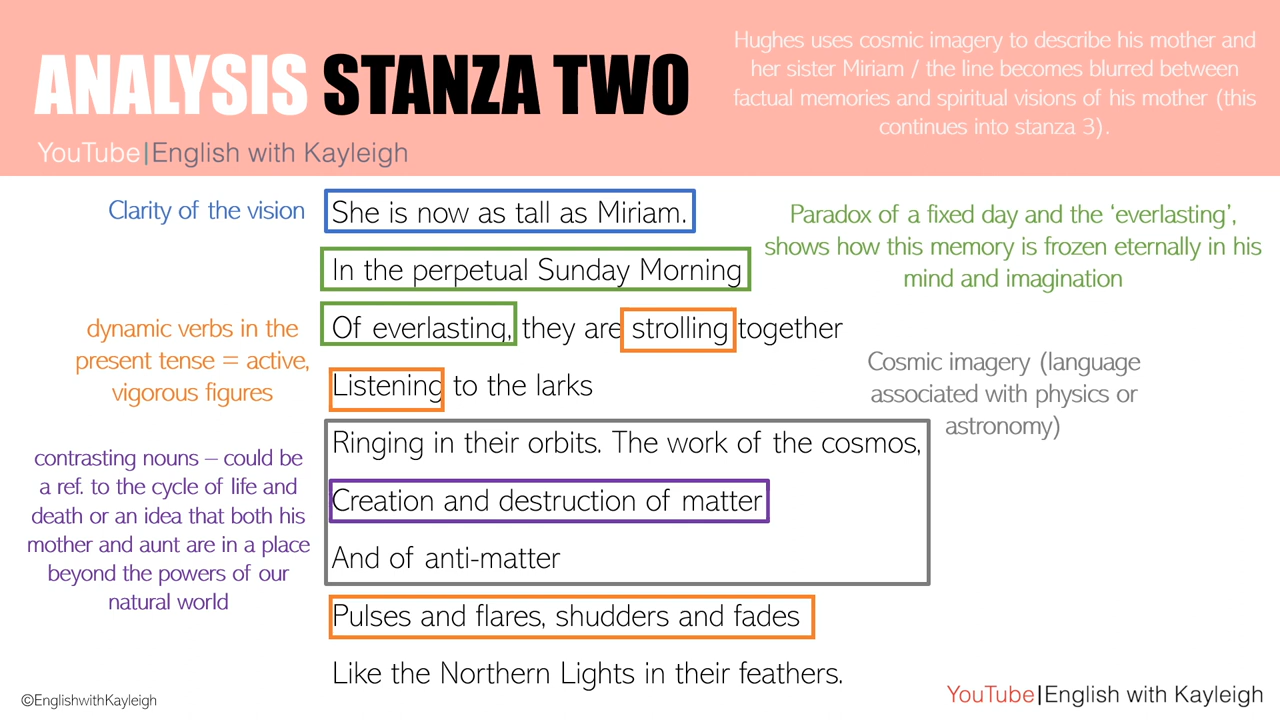 ANALYSIS STANZA TWO
YouTube|English with Kayleigh
Hughes uses cosmic imagery to describe his mother and
her sister Miriam / the line becomes blurred between
factual memories and spiritual visions of his mother (this
continues into stanza 3).
Clarity of the vision
She is now as tall as Miriam.
In the perpetual Sunday Morning
Of everlasting, they are strolling together
Listening to the larks
Ringing in their orbits. The work of the cosmos,
Creation and destruction of matter
And of anti-matter
Pulses and flares, shudders and fades
Like the Northern Lights in their feathers.
Paradox of a fixed day and the ‘everlasting’,
shows how this memory is frozen eternally in his
mind and imagination
dynamic verbs in the
present tense = active,
vigorous figures
Cosmic imagery (language
associated with physics or
astronomy)
contrasting nouns – could be
a ref. to the cycle of life and
death or an idea that both his
mother and aunt are in a place
beyond the powers of our
natural world
©EnglishwithKayleigh
YouTube|English with Kayleigh